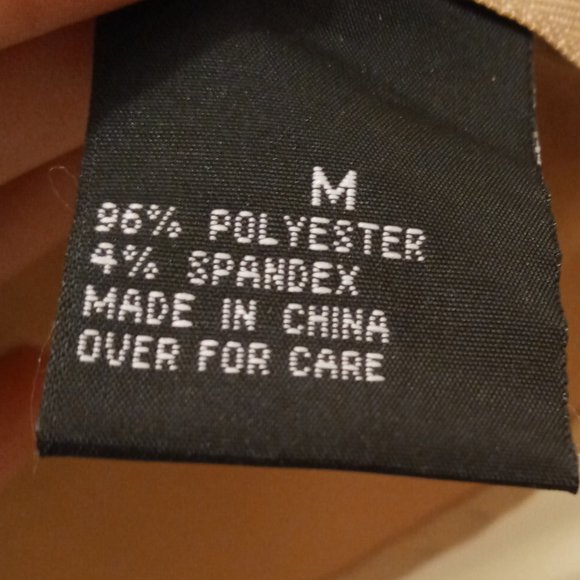 M
96% POLYESTER
4% SPANDEX
MADE IN CHINA
OVER FOR CARE